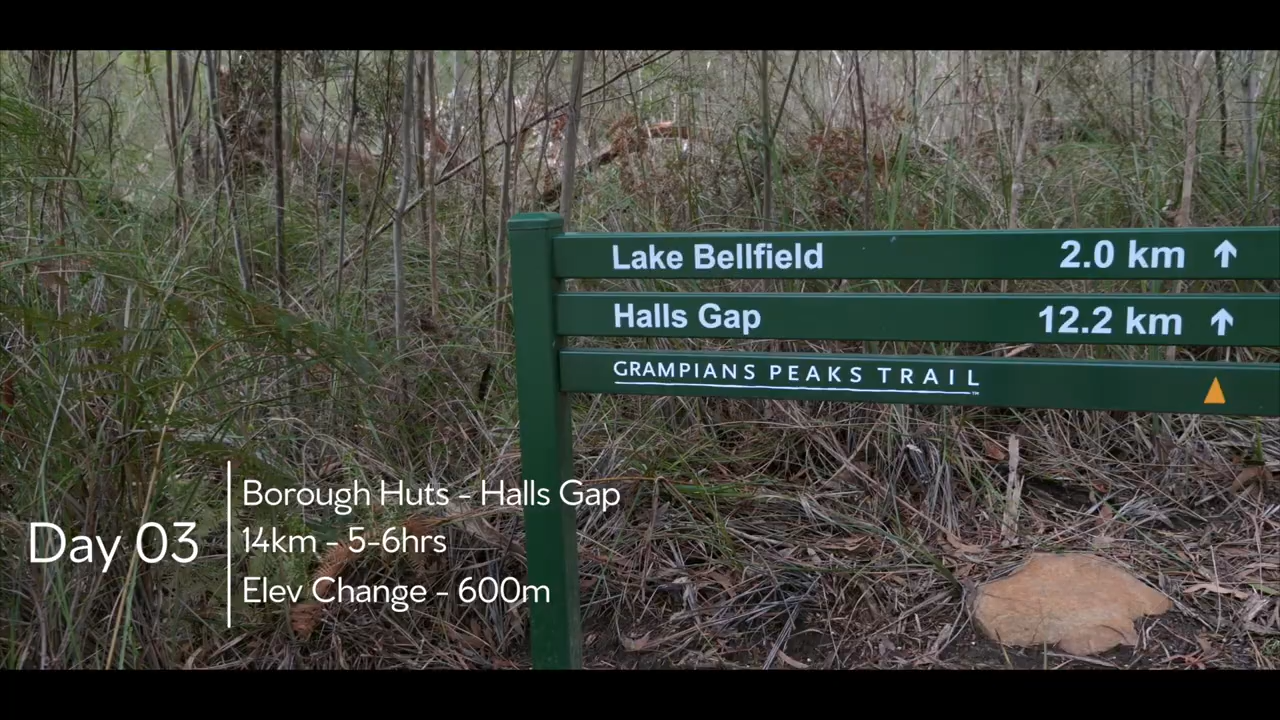 Lake Bellfield 2.0 km ↑
Halls Gap 12.2 km ↑
GRAMPIANS PEAKS TRAIL™
Day 03
Borough Huts - Halls Gap
14km - 5-6hrs
Elev Change - 600m